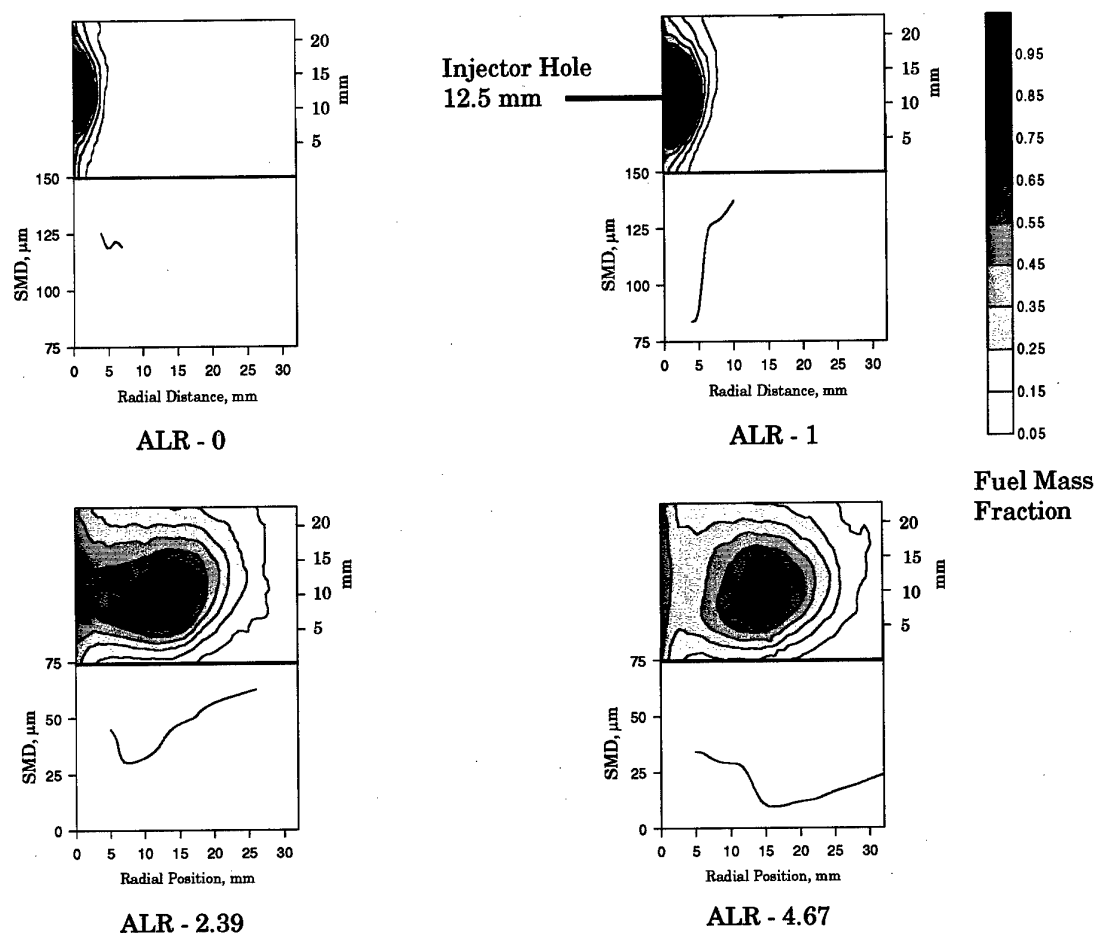 20
15
10
5
mm
150
125
100
75
SMD, µm
0 5 10 15 20 25 30
Radial Distance, mm
ALR - 0
Injector Hole
12.5 mm
20
15
10
5
mm
150
125
100
75
SMD, µm
0 5 10 15 20 25 30
Radial Distance, mm
ALR - 1
0.95
0.85
0.75
0.65
0.55
0.45
0.35
0.25
0.15
0.05
Fuel Mass
Fraction
20
15
10
5
mm
75
50
25
0
SMD, µm
0 5 10 15 20 25 30
Radial Position, mm
ALR - 2.39
20
15
10
5
mm
75
50
25
0
SMD, µm
0 5 10 15 20 25 30
Radial Position, mm
ALR - 4.67